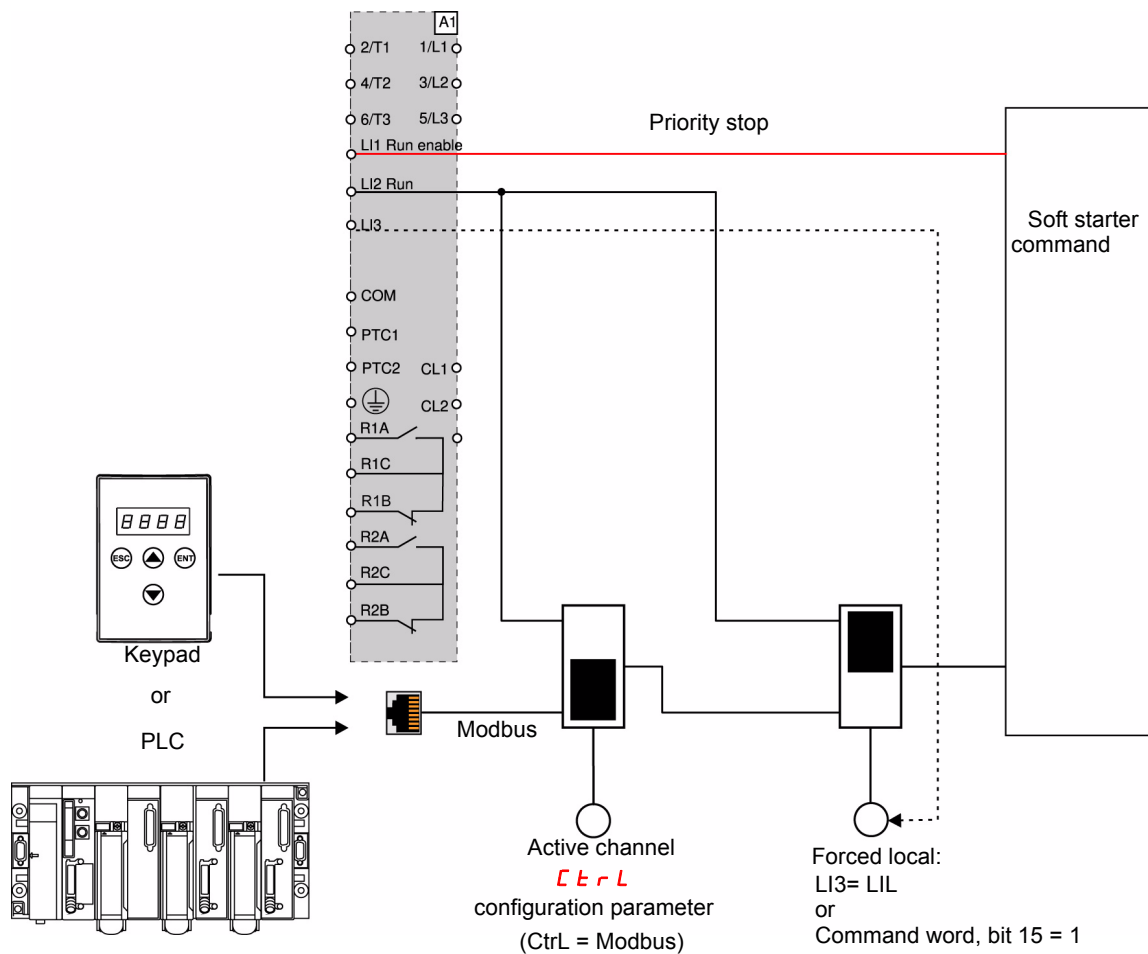 A1
2/T1 1/L1
4/T2 3/L2
6/T3 5/L3
Priority stop
LI1 Run enable
LI2 Run
LI3
Soft starter
command
COM
PTC1
PTC2 CL1
CL2
R1A
R1C
R1B
R2A
R2C
R2B
8888
ESC ENT
Keypad
or
PLC
Modbus
Active channel
CtrL
configuration parameter
(CtrL = Modbus)
Forced local:
LI3= LIL
or
Command word, bit 15 = 1